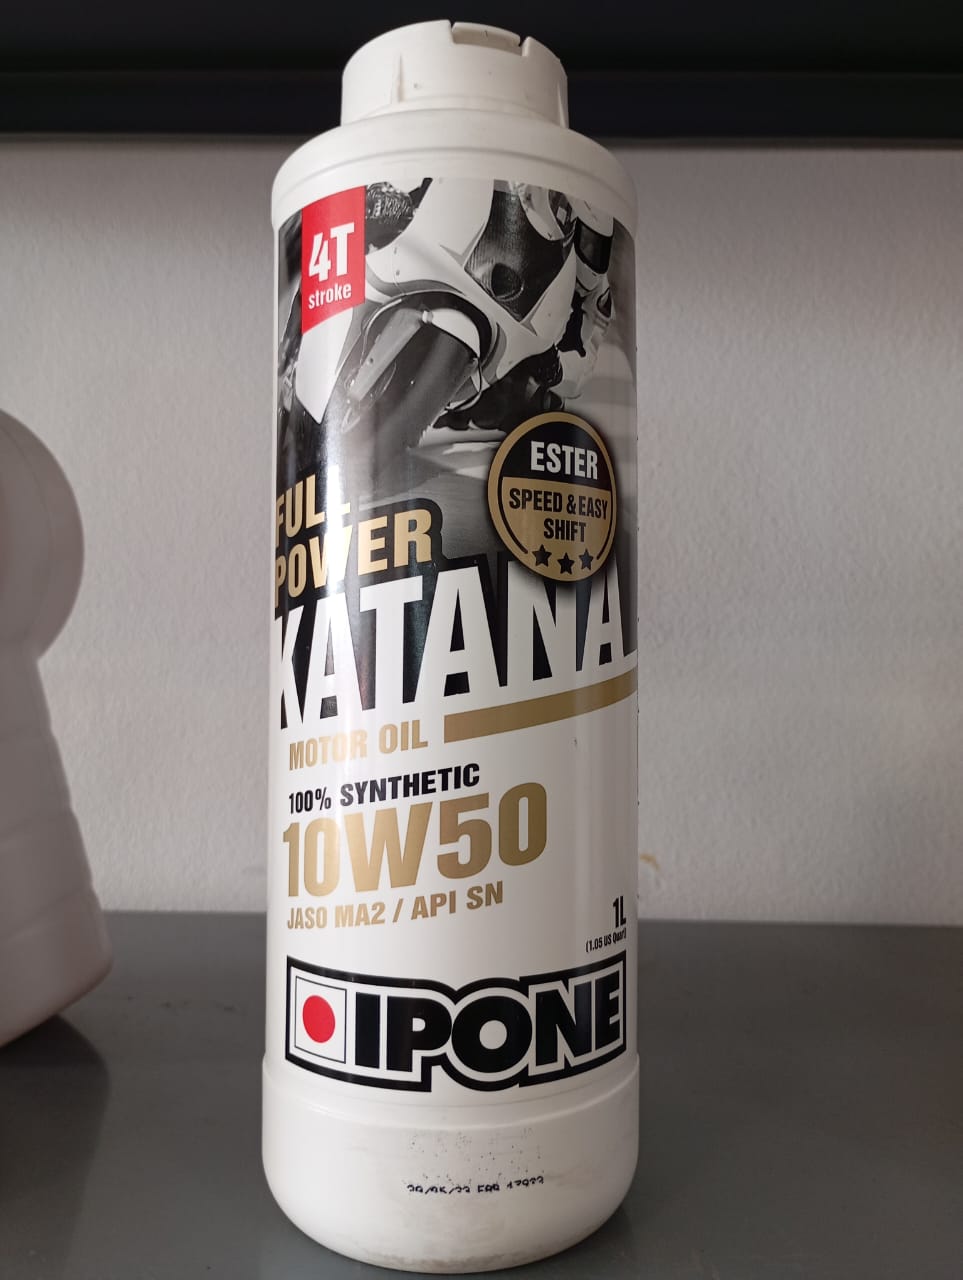 4T
stroke
ESTER
SPEED & EASY
SHIFT
FULL
POWER
KATANA
MOTOR OIL
100% SYNTHETIC
10W50
JASO MA2 / API SN
1L
(1.05 US Quart)
IPONE